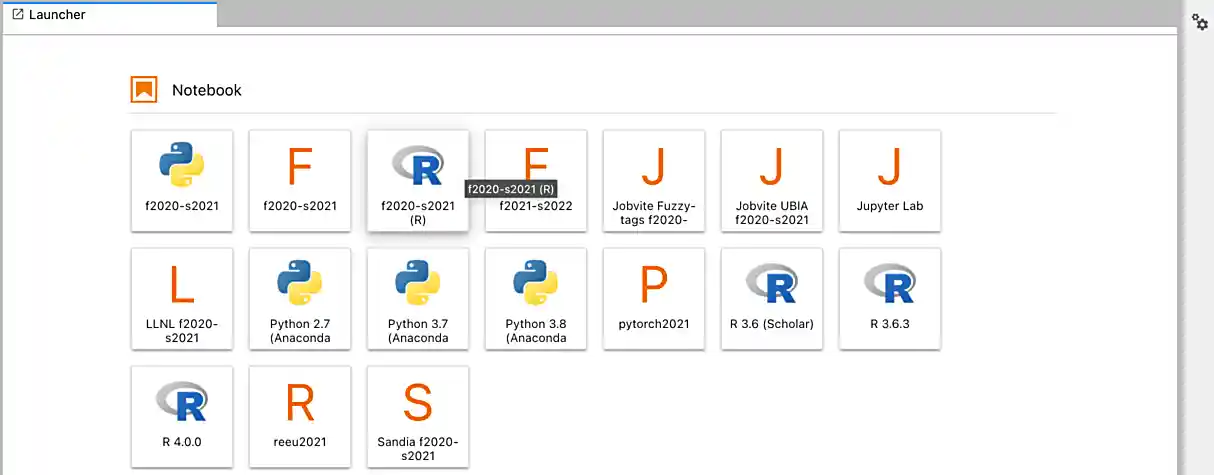 Launcher
Notebook
F
J
J
J
f2020-s2021 (R)
f2020-s2021
f2020-s2021
f2020-s2021
(R)
f2021-s2022
Jobvite Fuzzy-
tags f2020-
Jobvite UBIA
f2020-s2021
Jupyter Lab
L
P
LLNL f2020-
s2021
Python 2.7
(Anaconda
Python 3.7
(Anaconda
Python 3.8
(Anaconda
pytorch2021
R 3.6 (Scholar)
R 3.6.3
R
S
R 4.0.0
reeu2021
Sandia f2020-
s2021